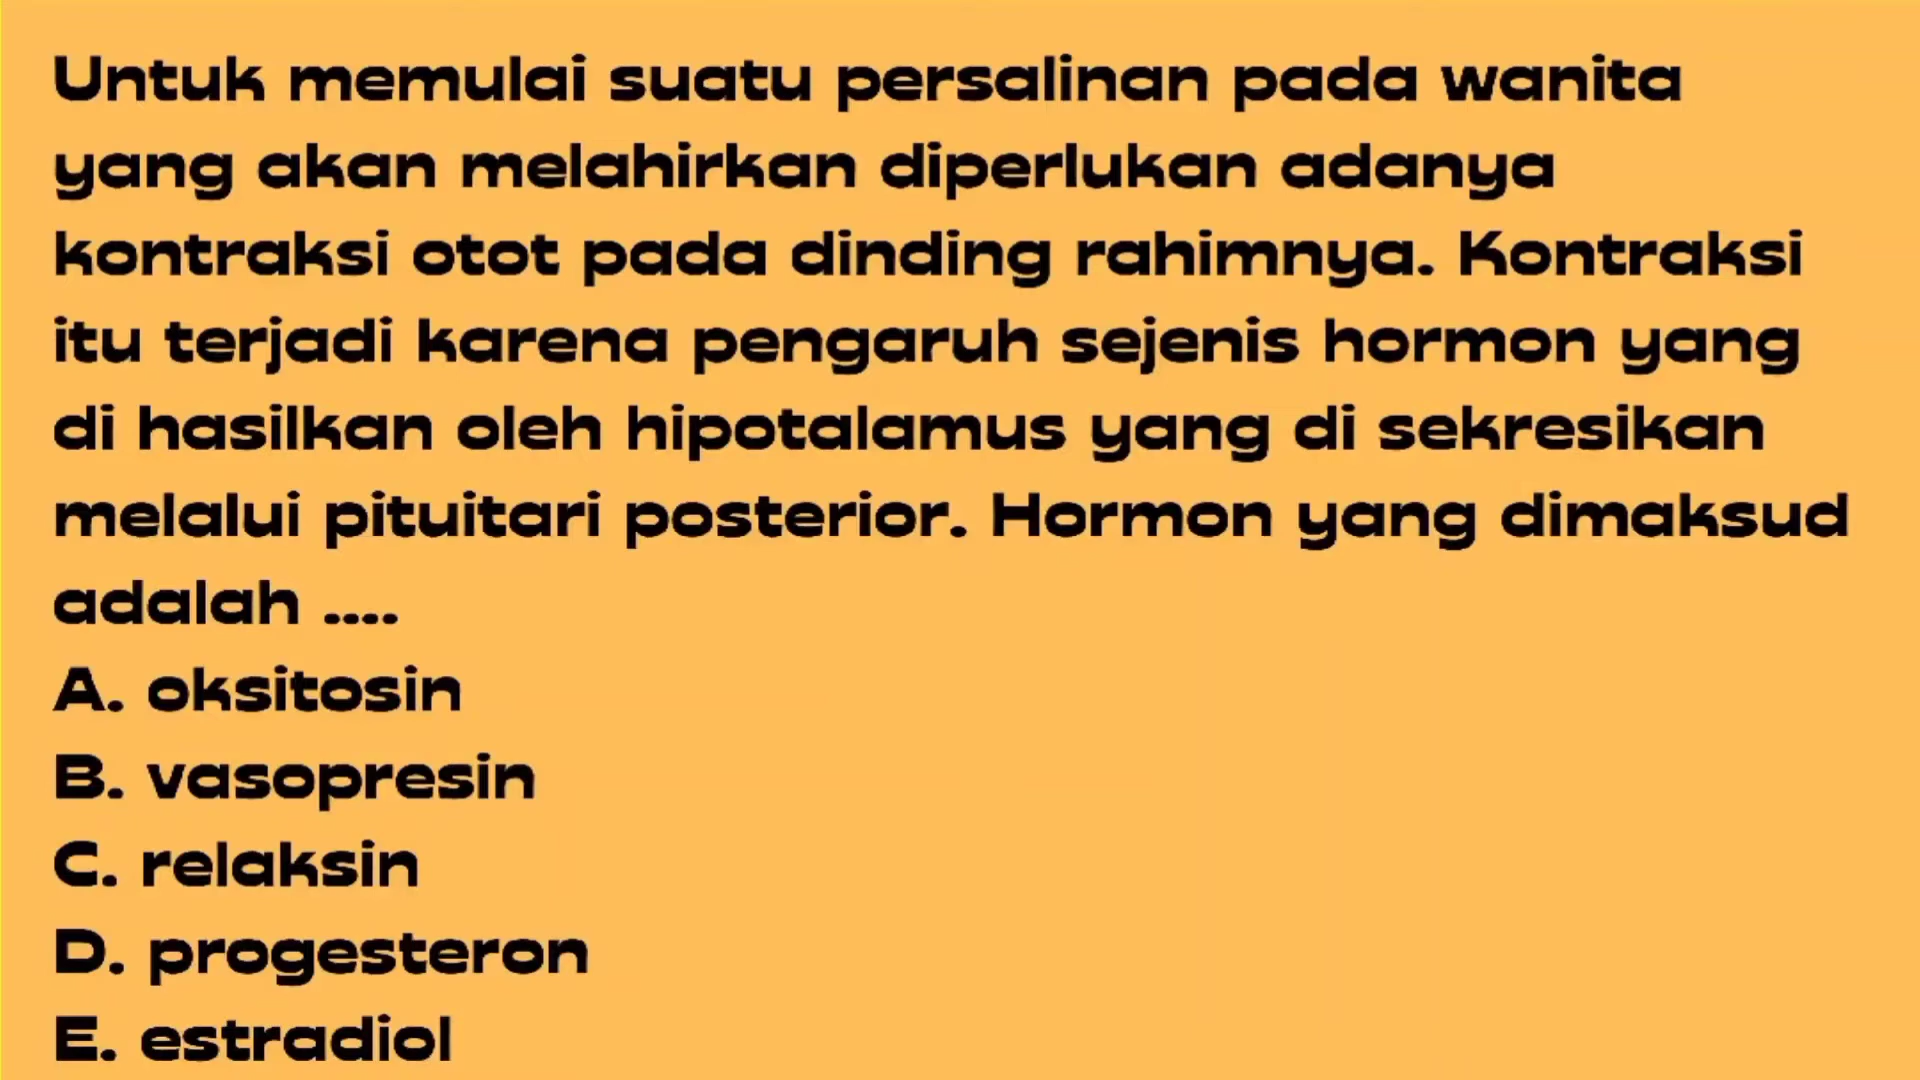 Untuk memulai suatu persalinan pada wanita
yang akan melahirkan diperlukan adanya
kontraksi otot pada dinding rahimnya. Kontraksi
itu terjadi karena pengaruh sejenis hormon yang
di hasilkan oleh hipotalamus yang di sekresikan
melalui pituitari posterior. Hormon yang dimaksud
adalah ....
A. oksitosin
B. vasopresin
C. relaksin
D. progesteron
E. estradiol